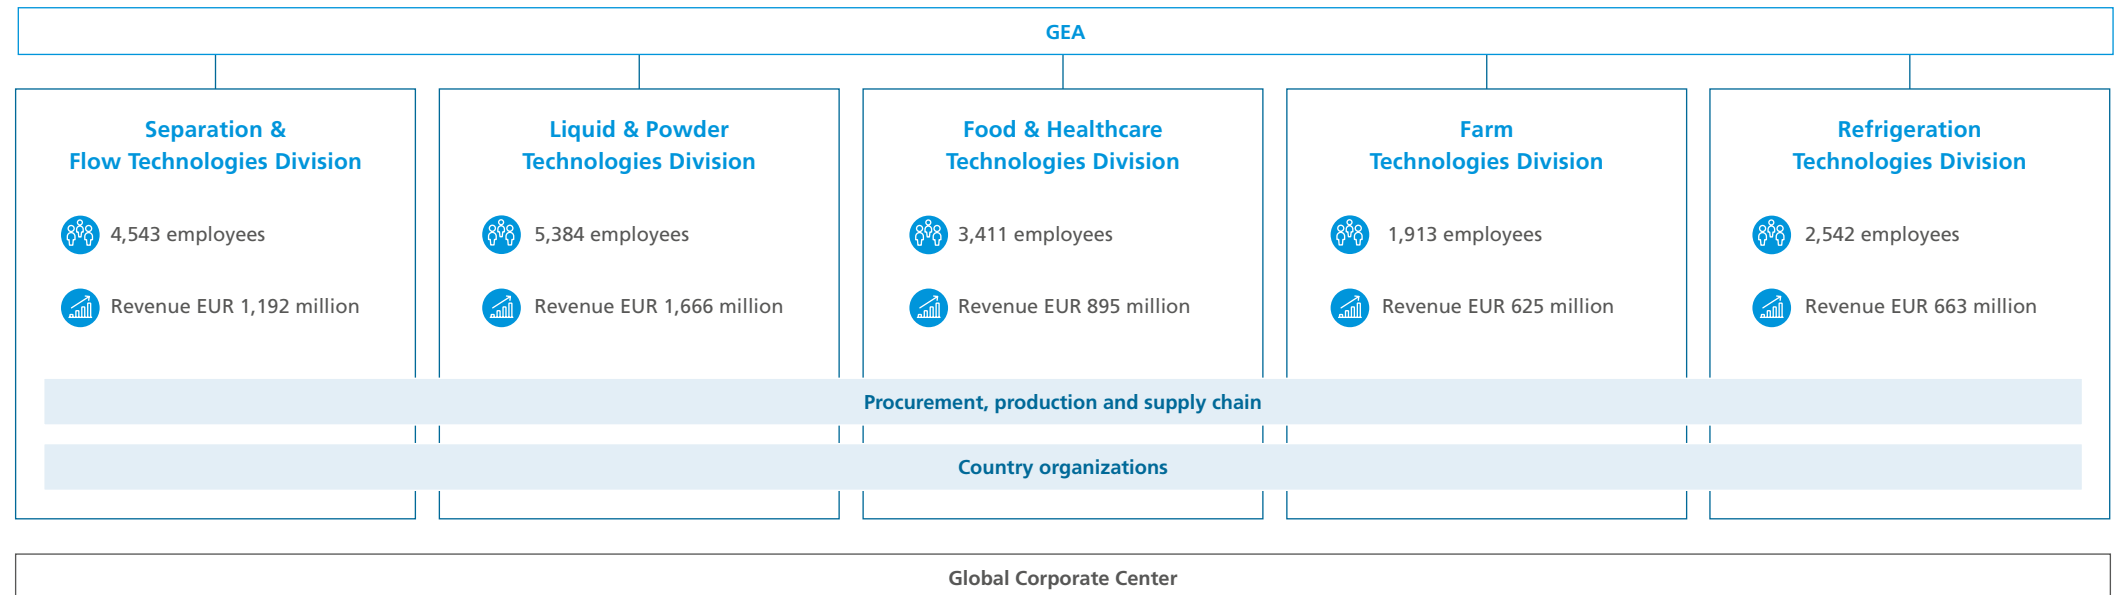 GEA
Separation &
Flow Technologies Division
4,543 employees
Revenue EUR 1,192 million
Liquid & Powder
Technologies Division
5,384 employees
Revenue EUR 1,666 million
Food & Healthcare
Technologies Division
3,411 employees
Revenue EUR 895 million
Farm
Technologies Division
1,913 employees
Revenue EUR 625 million
Refrigeration
Technologies Division
2,542 employees
Revenue EUR 663 million
Procurement, production and supply chain
Country organizations
Global Corporate Center